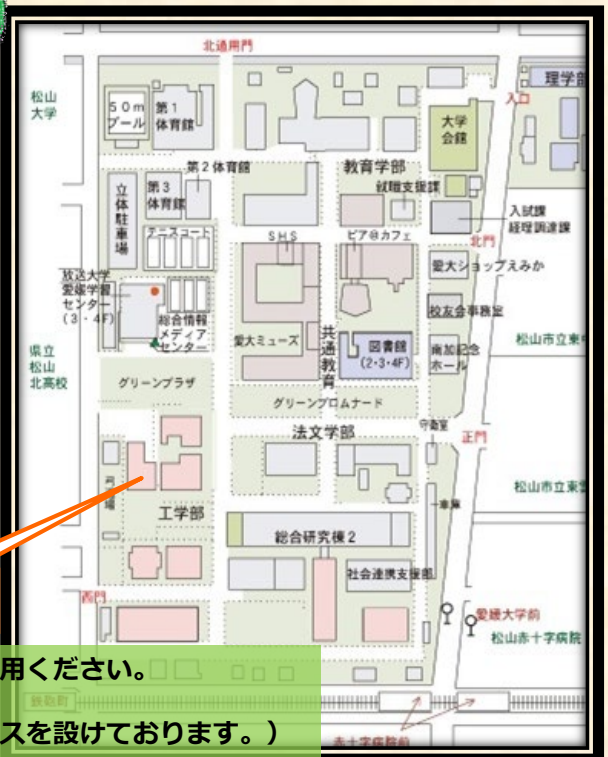 北通用門
松山
大学
50m
プール
第1
体育館
理学部
入口
大学
会館
第2体育館
教育学部
就職支援課
立体駐車場
第3
体育館
入試課
経理調達課
テニスコート
SHS
ピア@カフェ
北門
放送大学
愛媛学習
センター
(3・4F)
愛大ショップえみか
総合情報
メディア
センター
校友会事務室
愛大ミューズ
共通教育
図書館
(2・3・4F)
南加記念
ホール
松山市立東中
県立
松山
北高校
グリーンプラザ
グリーンプロムナード
法文学部
守衛室
正門
弓道場
松山市立東雲
工学部
車庫
総合研究棟2
社会連携支援部
西門
愛媛大学前
松山赤十字病院
用ください。
鉄砲町
スを設けております。)
赤十字病院前